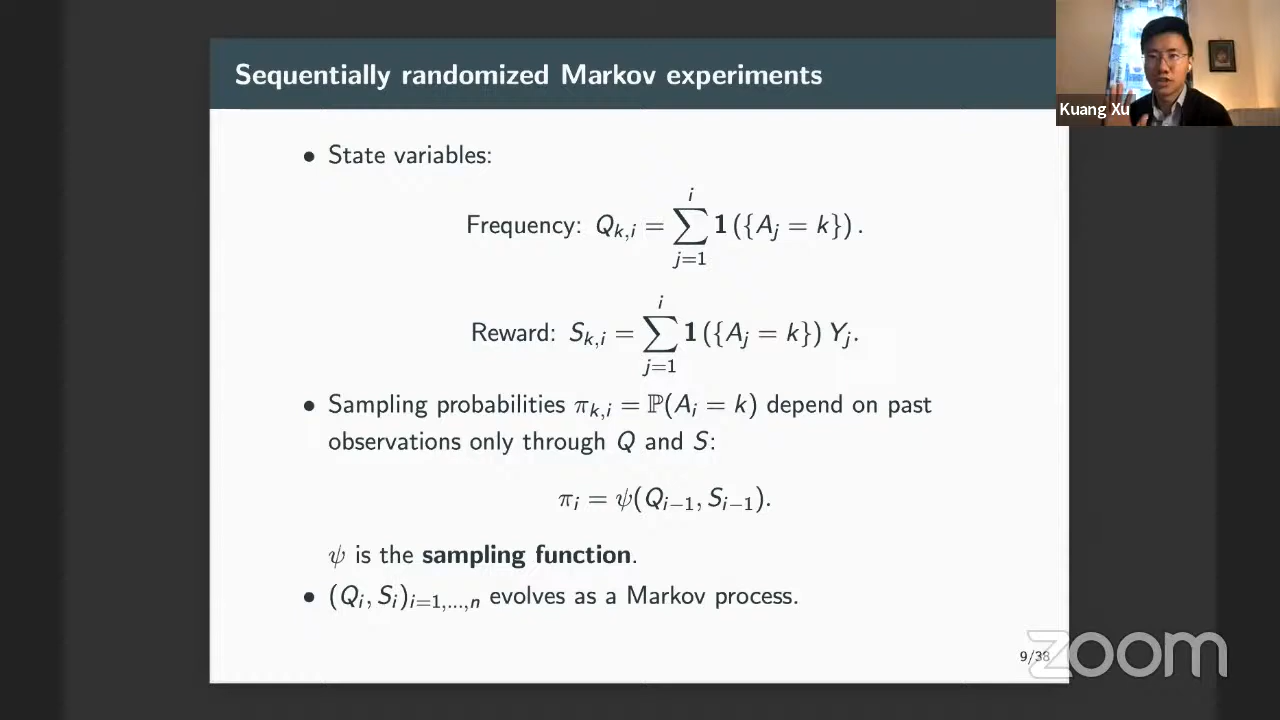 Sequentially randomized Markov experiments
Kuang Xu
• State variables:
Frequency: Q_{k,i} = \sum_{j=1}^{i} 1({A_j = k}).
Reward: S_{k,i} = \sum_{j=1}^{i} 1({A_j = k}) Y_j.
• Sampling probabilities π_{k,i} = ℙ(A_i = k) depend on past
observations only through Q and S:
π_i = ψ(Q_{i−1}, S_{i−1}).
ψ is the sampling function.
• (Q_i, S_i)_{i=1,...,n} evolves as a Markov process.
9/38
zoom